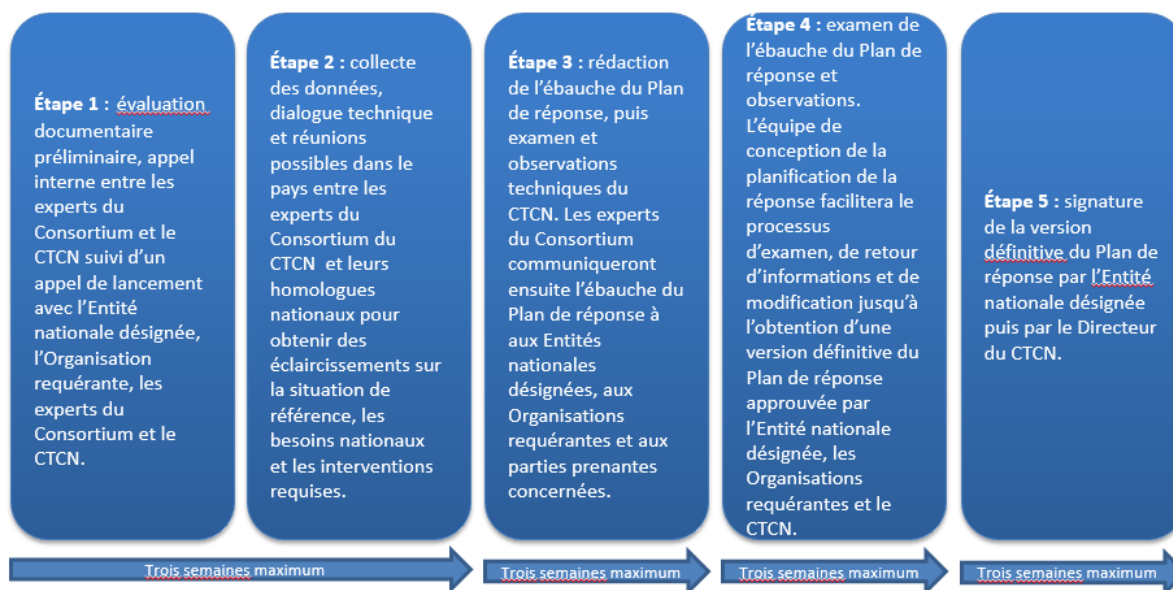 Étape 1 : évaluation
documentaire
préliminaire, appel
interne entre les
experts du
Consortium et le
CTCN suivi d’un
appel de lancement
avec l’Entité
nationale désignée,
l’Organisation
requérante, les
experts du
Consortium et le
CTCN.
Étape 2 : collecte
des données,
dialogue technique
et réunions
possibles dans le
pays entre les
experts du
Consortium du
CTCN et leurs
homologues
nationaux pour
obtenir des
éclaircissements sur
la situation de
référence, les
besoins nationaux
et les interventions
requises.
Étape 3 : rédaction
de l’ébauche du Plan
de réponse, puis
examen et
observations
techniques du
CTCN. Les experts
du Consortium
communiqueront
ensuite l’ébauche du
Plan de réponse à
aux Entités
nationales
désignées, aux
Organisations
requérantes et aux
parties prenantes
concernées.
Étape 4 : examen de
l’ébauche du Plan de
réponse et
observations.
L’équipe de
conception de la
planification de la
réponse facilitera le
processus
d’examen, de retour
d’informations et de
modification jusqu’à
l’obtention d’une
version définitive du
Plan de réponse
approuvée par
l’Entité nationale
désignée, les
Organisations
requérantes et le
CTCN.
Étape 5 : signature
de la version
définitive du Plan de
réponse par l’Entité
nationale désignée
puis par le Directeur
du CTCN.
Trois semaines maximum
Trois semaines maximum
Trois semaines maximum
Trois semaines maximum